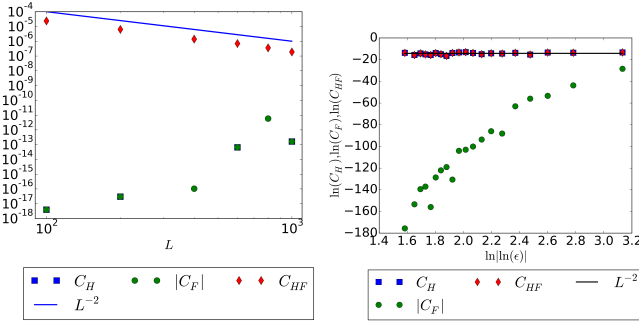 10^-4
10^-5
10^-6
10^-7
10^-8
10^-9
10^-10
10^-11
10^-12
10^-13
10^-14
10^-15
10^-16
10^-17
10^-18
10^2
10^3
L
C_H
|C_F|
C_HF
L^-2
0
−20
−40
−60
−80
−100
−120
−140
−160
−180
ln(C_H),ln(C_F),ln(C_HF)
1.4 1.6 1.8 2.0 2.2 2.4 2.6 2.8 3.0 3.2
ln|ln(ϵ)|
C_H
C_HF
L^-2
|C_F|